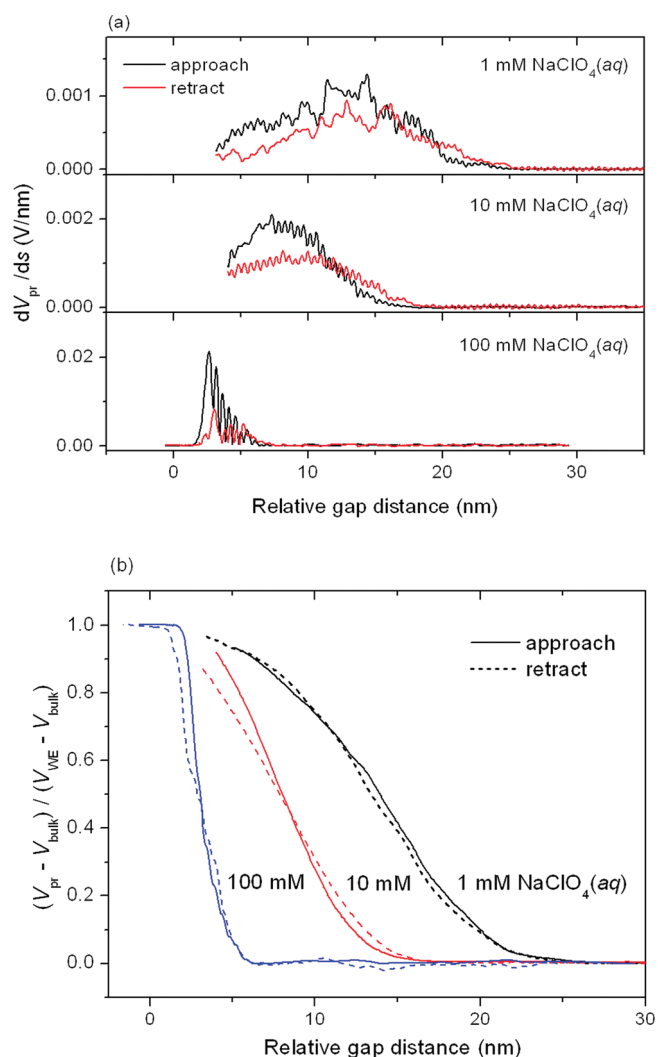 (a)
approach
retract
1 mM NaClO₄(aq)
0.001
0.000
10 mM NaClO₄(aq)
0.002
0.000
100 mM NaClO₄(aq)
0.02
0.00
dVpr/ds (V/nm)
0 10 20 30
Relative gap distance (nm)
(b)
approach
retract
1.0
0.8
0.6
0.4
0.2
0.0
(Vpr - Vbulk) / (VWE - Vbulk)
100 mM 10 mM 1 mM NaClO₄(aq)
0 10 20 30
Relative gap distance (nm)